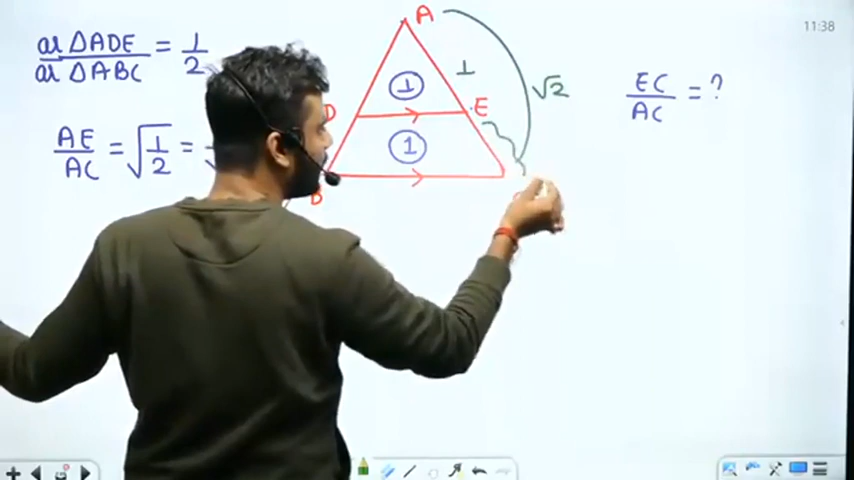 ar ΔADE / ar ΔABC = 1/2
AE / AC = √1/2 =
A
1
√2
D
1
E
1
B
EC / AC = ?
11:38